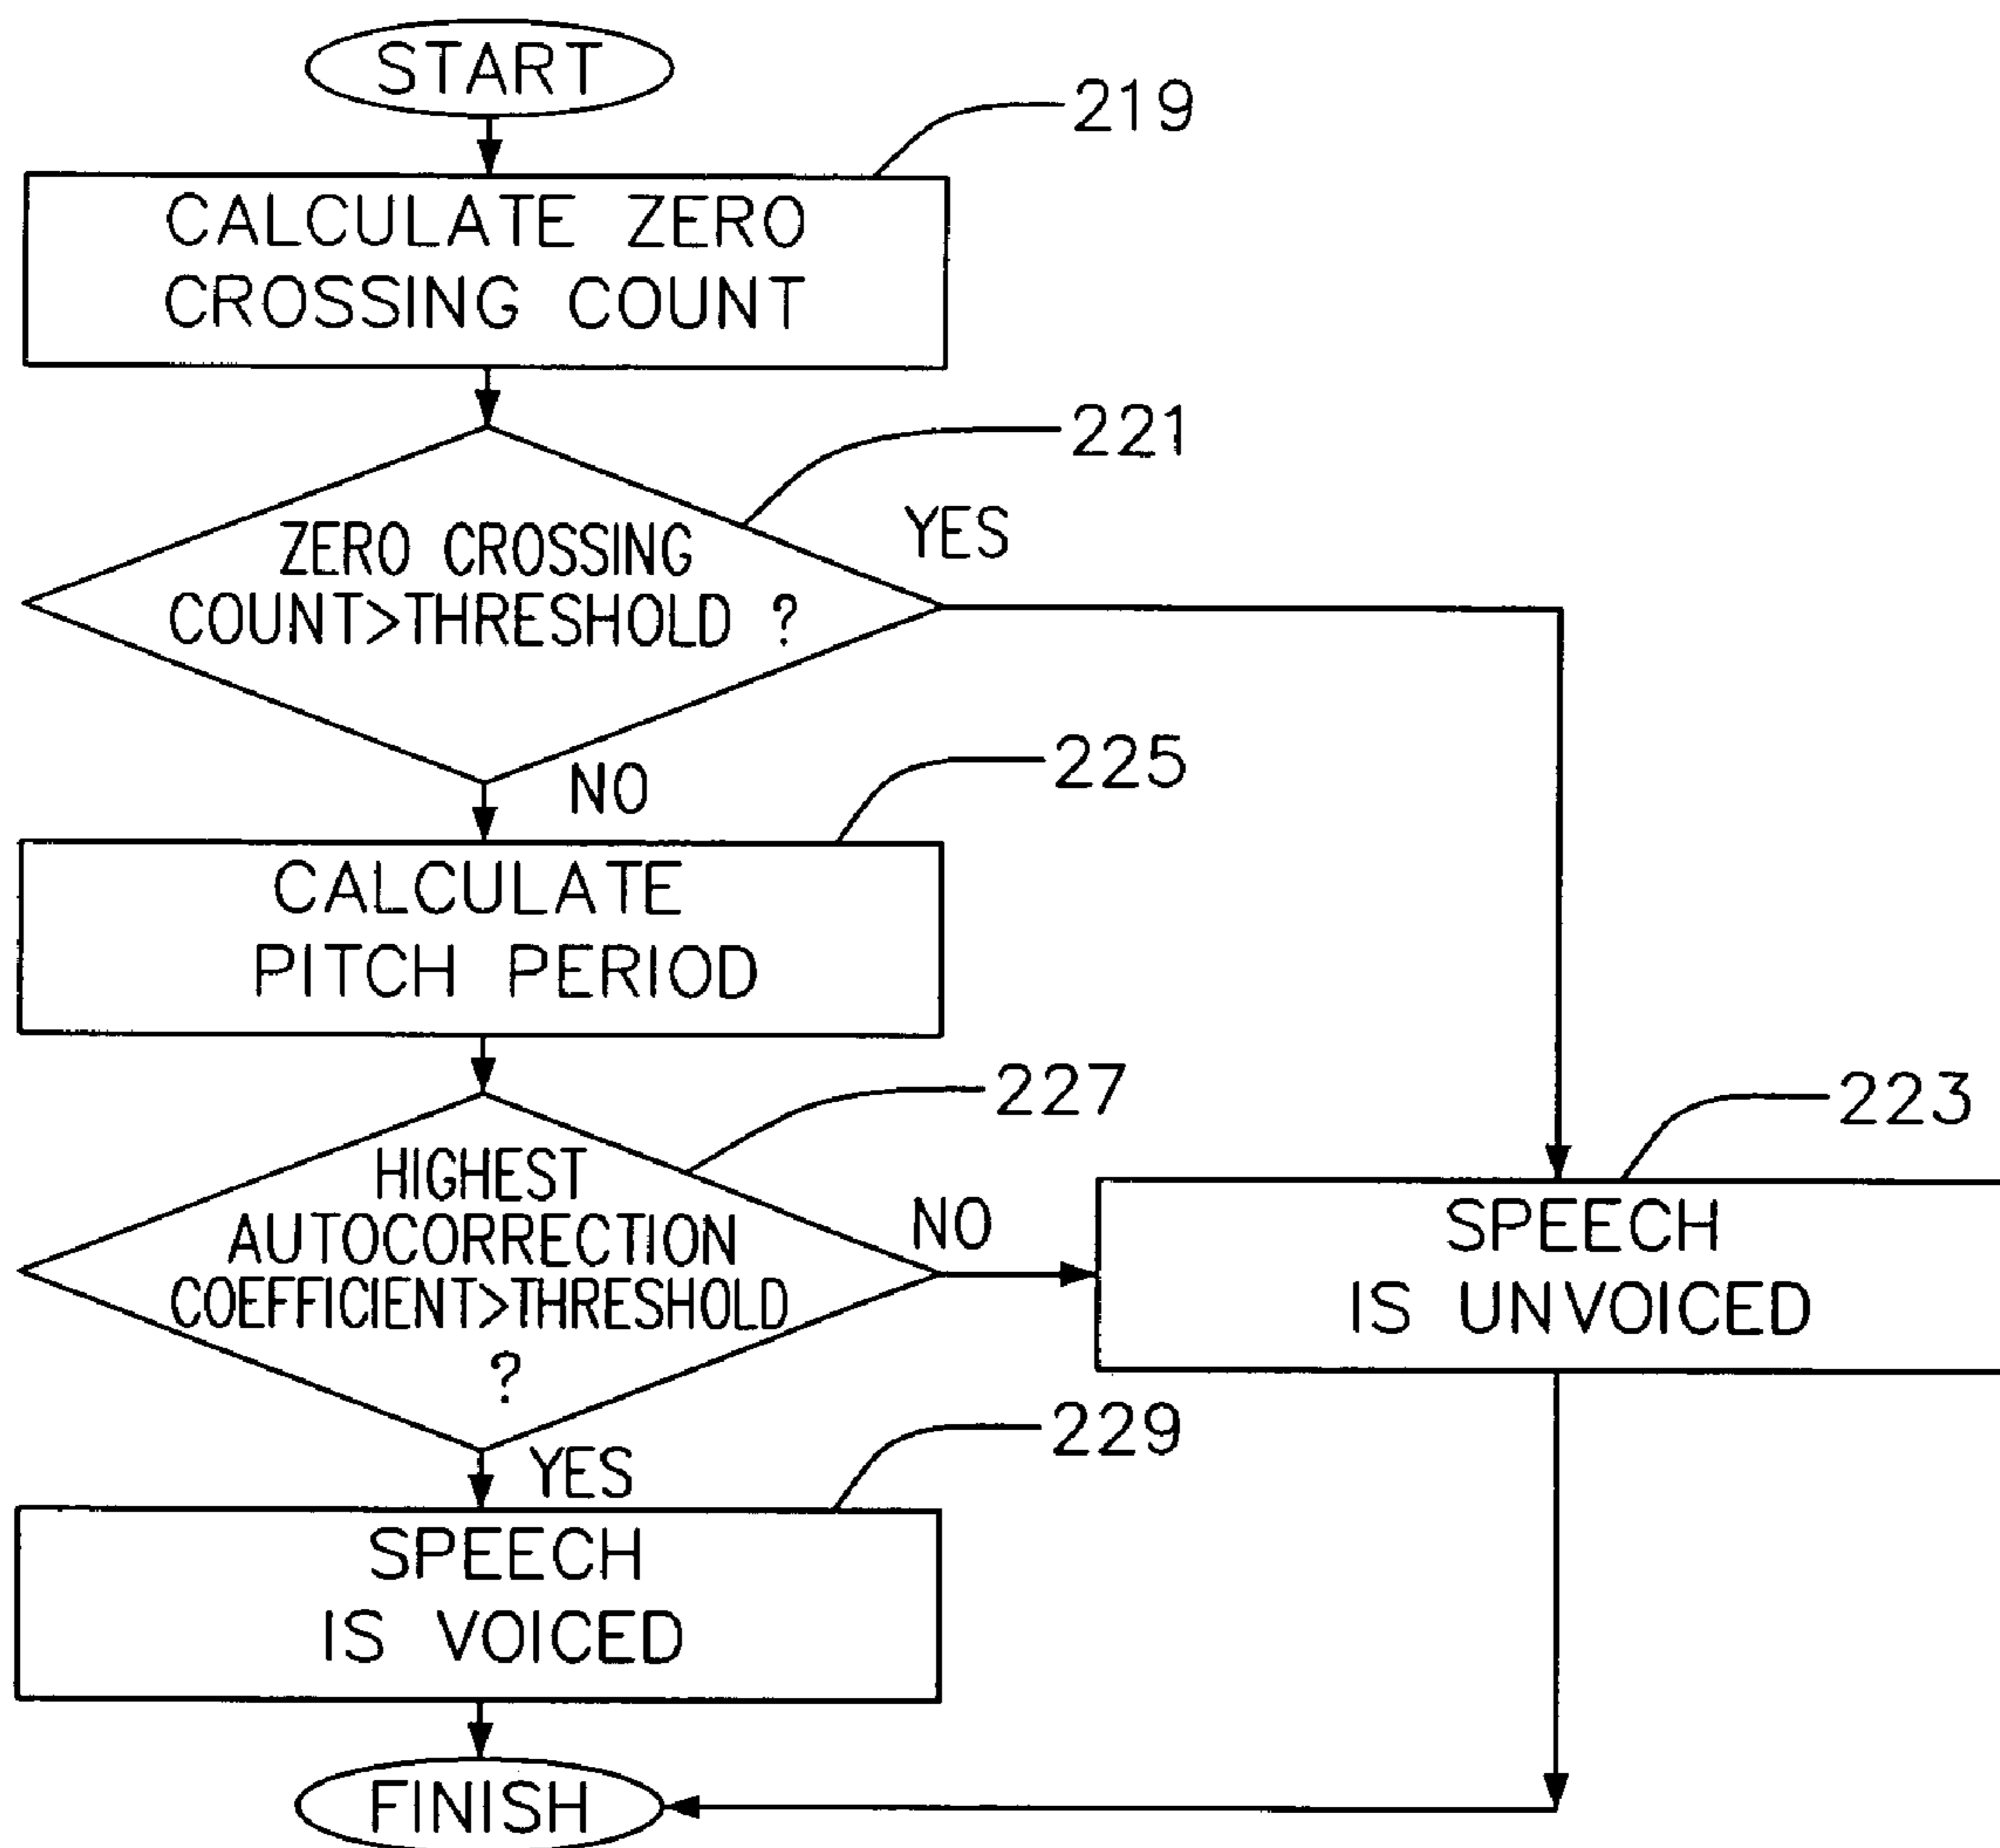 START
219
CALCULATE ZERO
CROSSING COUNT
221
YES
ZERO CROSSING
COUNT>THRESHOLD ?
NO
225
CALCULATE
PITCH PERIOD
227
HIGHEST
AUTOCORRECTION
COEFFICIENT>THRESHOLD
?
NO
223
SPEECH
IS UNVOICED
YES
229
SPEECH
IS VOICED
FINISH